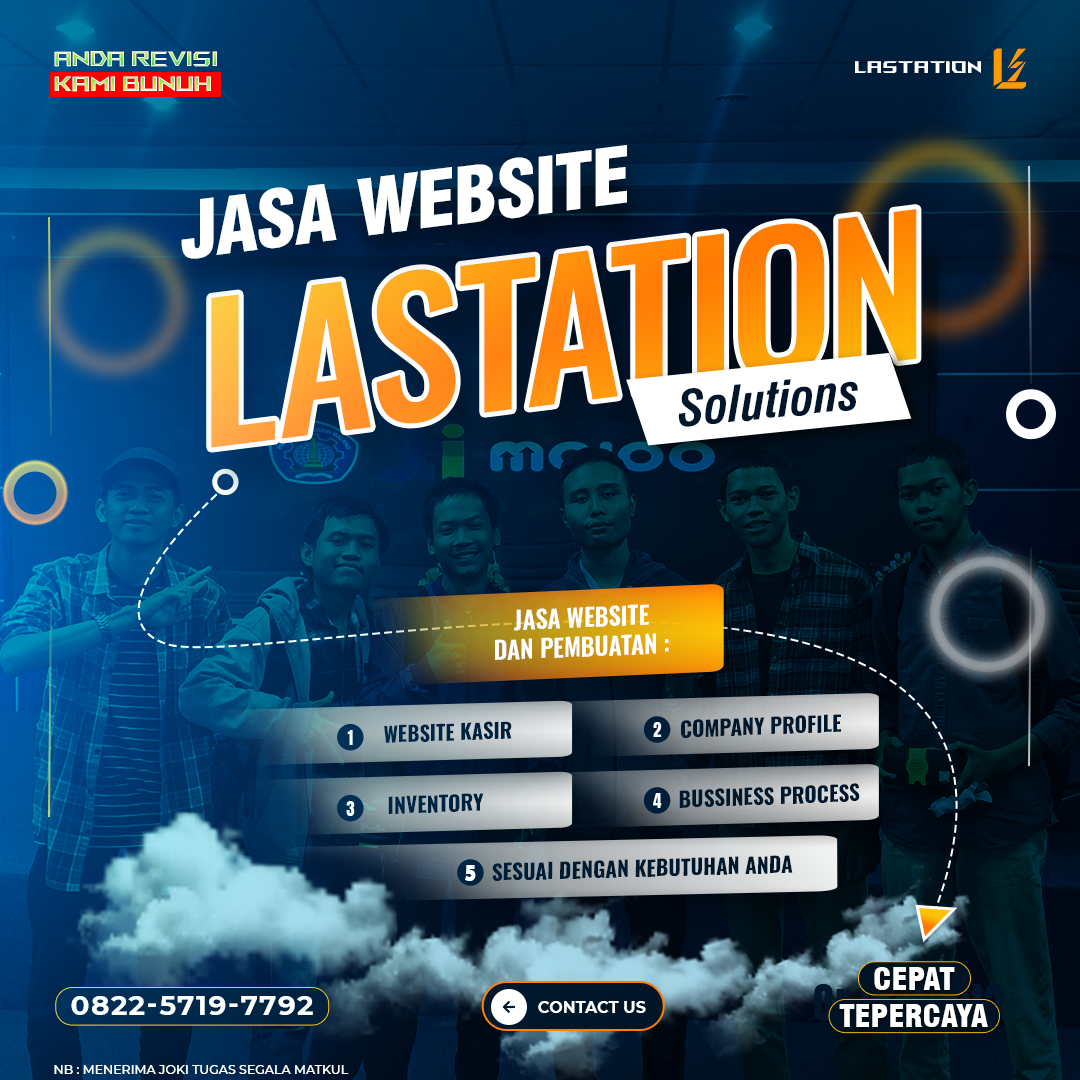 ANDA REVISI
KAMI BUNUH
LASTATION
JASA WEBSITE
LASTATION
Solutions
JASA WEBSITE
DAN PEMBUATAN :
1 WEBSITE KASIR
2 COMPANY PROFILE
3 INVENTORY
4 BUSSINESS PROCESS
5 SESUAI DENGAN KEBUTUHAN ANDA
0822-5719-7792
CONTACT US
CEPAT
TEPERCAYA
NB : MENERIMA JOKI TUGAS SEGALA MATKUL